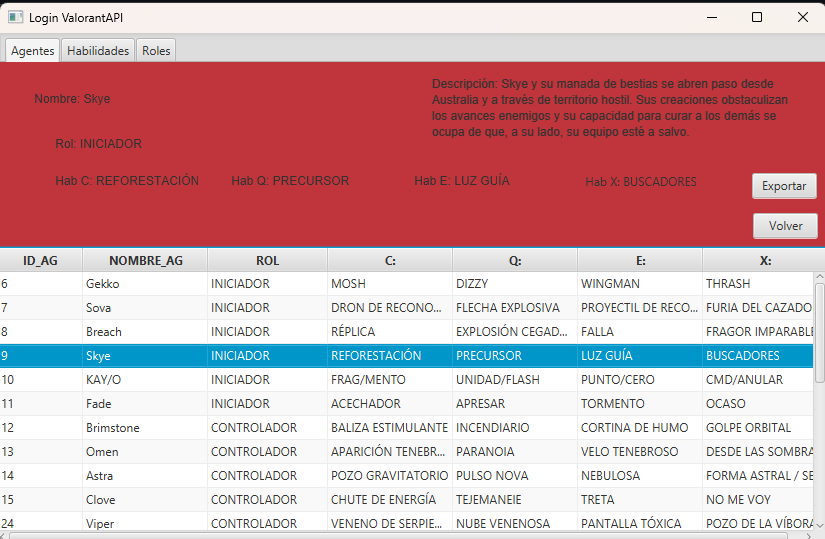 Login ValorantAPI
Agentes Habilidades Roles
Nombre: Skye
Descripción: Skye y su manada de bestias se abren paso desde
Australia y a través de territorio hostil. Sus creaciones obstaculizan
los avances enemigos y su capacidad para curar a los demás se
ocupa de que, a su lado, su equipo esté a salvo.
Rol: INICIADOR
Hab C: REFORESTACIÓN Hab Q: PRECURSOR Hab E: LUZ GUÍA Hab X: BUSCADORES
Exportar
Volver
ID_AG NOMBRE_AG ROL C: Q: E: X:
6 Gekko INICIADOR MOSH DIZZY WINGMAN THRASH
7 Sova INICIADOR DRON DE RECONO... FLECHA EXPLOSIVA PROYECTIL DE RECO... FURIA DEL CAZADO
8 Breach INICIADOR RÉPLICA EXPLOSIÓN CEGAD... FALLA FRAGOR IMPARABLE
9 Skye INICIADOR REFORESTACIÓN PRECURSOR LUZ GUÍA BUSCADORES
10 KAY/O INICIADOR FRAG/MENTO UNIDAD/FLASH PUNTO/CERO CMD/ANULAR
11 Fade INICIADOR ACECHADOR APRESAR TORMENTO OCASO
12 Brimstone CONTROLADOR BALIZA ESTIMULANTE INCENDIARIO CORTINA DE HUMO GOLPE ORBITAL
13 Omen CONTROLADOR APARICIÓN TENEBR... PARANOIA VELO TENEBROSO DESDE LAS SOMBRA
14 Astra CONTROLADOR POZO GRAVITATORIO PULSO NOVA NEBULOSA FORMA ASTRAL / SE
15 Clove CONTROLADOR CHUTE DE ENERGÍA TEJEMANEIE TRETA NO ME VOY
24 Viper CONTROLADOR VENENO DE SERPIE... NUBE VENENOSA PANTALLA TÓXICA POZO DE LA VÍBORA